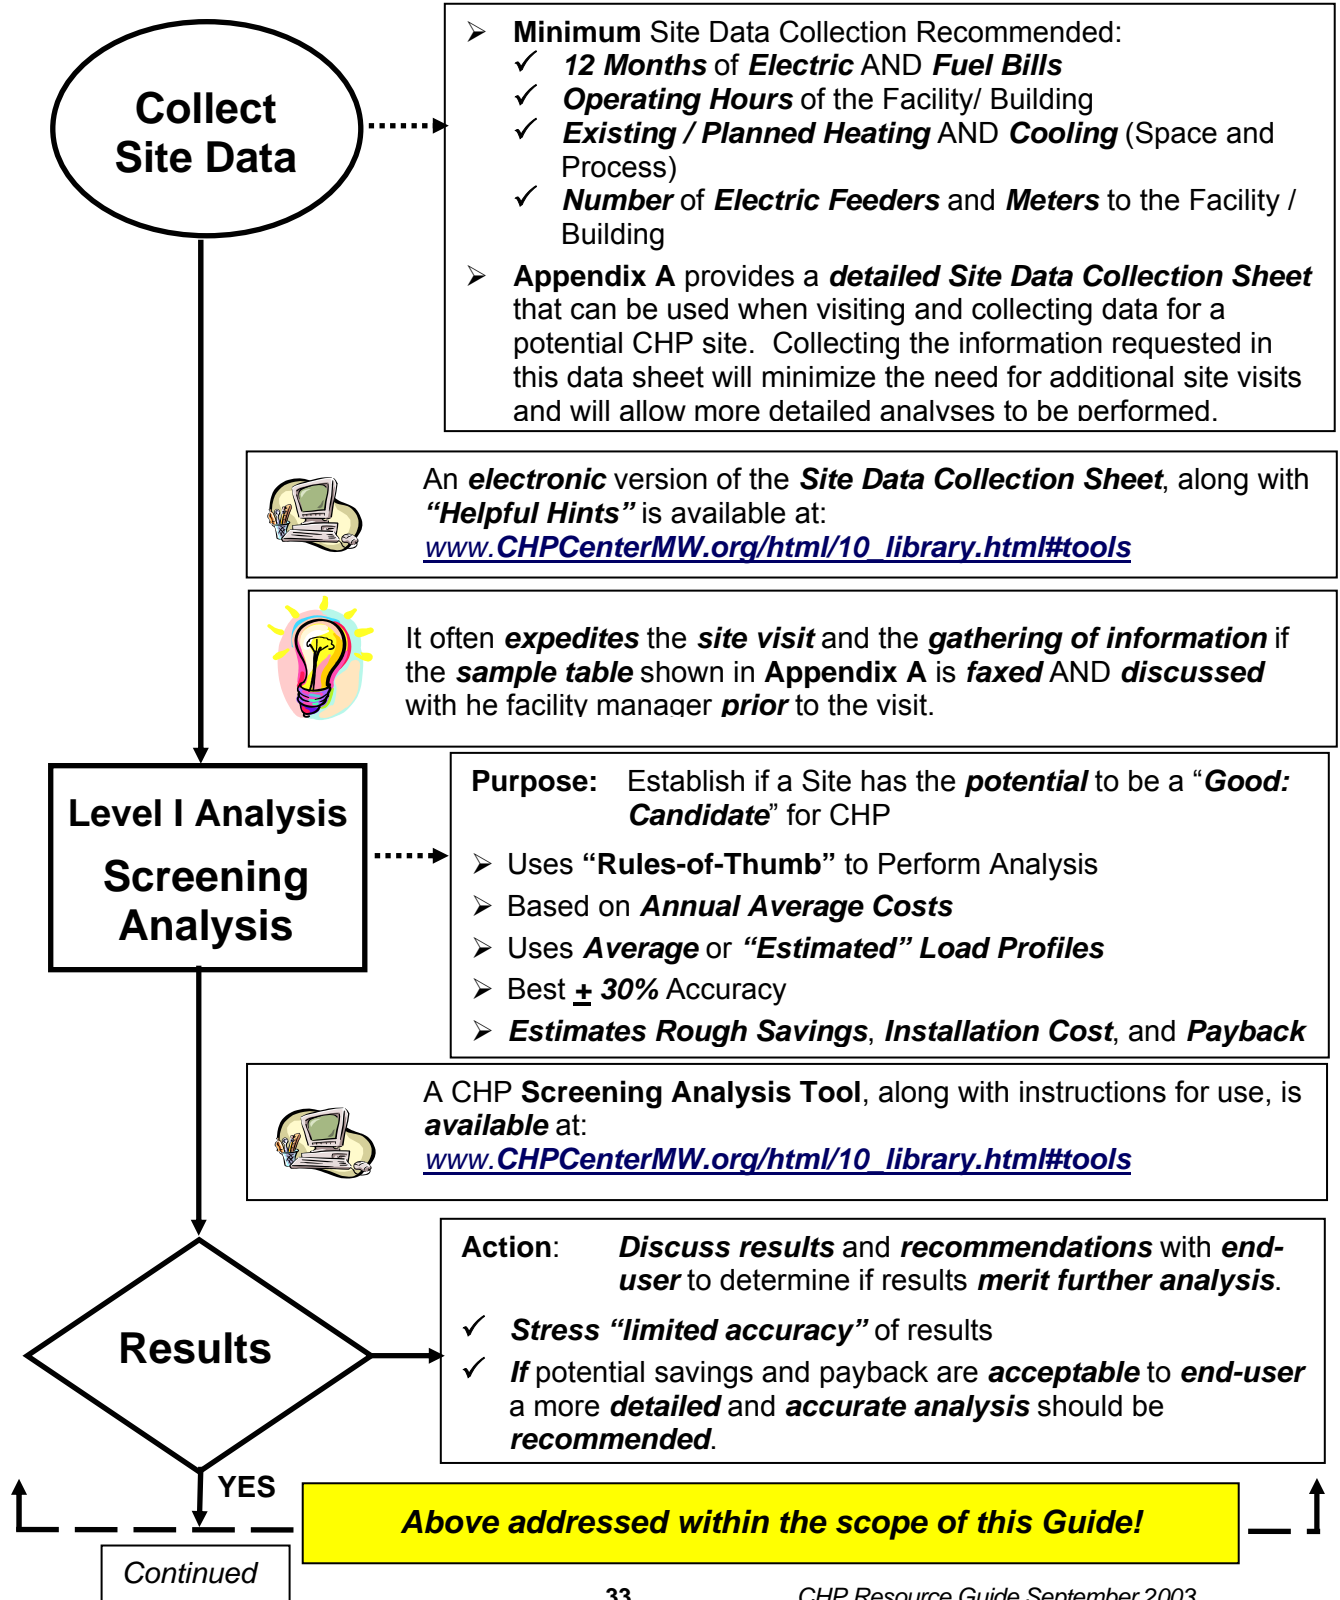 Collect
Site Data
➢ Minimum Site Data Collection Recommended:
✓ 12 Months of Electric AND Fuel Bills
✓ Operating Hours of the Facility/ Building
✓ Existing / Planned Heating AND Cooling (Space and
Process)
✓ Number of Electric Feeders and Meters to the Facility /
Building
➢ Appendix A provides a detailed Site Data Collection Sheet
that can be used when visiting and collecting data for a
potential CHP site. Collecting the information requested in
this data sheet will minimize the need for additional site visits
and will allow more detailed analyses to be performed.
An electronic version of the Site Data Collection Sheet, along with
“Helpful Hints” is available at:
www.CHPCenterMW.org/html/10_library.html#tools
It often expedites the site visit and the gathering of information if
the sample table shown in Appendix A is faxed AND discussed
with he facility manager prior to the visit.
Level I Analysis
Screening
Analysis
Purpose: Establish if a Site has the potential to be a “Good:
Candidate” for CHP
➢ Uses “Rules-of-Thumb” to Perform Analysis
➢ Based on Annual Average Costs
➢ Uses Average or “Estimated” Load Profiles
➢ Best ± 30% Accuracy
➢ Estimates Rough Savings, Installation Cost, and Payback
A CHP Screening Analysis Tool, along with instructions for use, is
available at:
www.CHPCenterMW.org/html/10_library.html#tools
Results
Action: Discuss results and recommendations with end-
user to determine if results merit further analysis.
✓ Stress “limited accuracy” of results
✓ If potential savings and payback are acceptable to end-user
a more detailed and accurate analysis should be
recommended.
YES
Above addressed within the scope of this Guide!
Continued
33 CHP Resource Guide September 2003